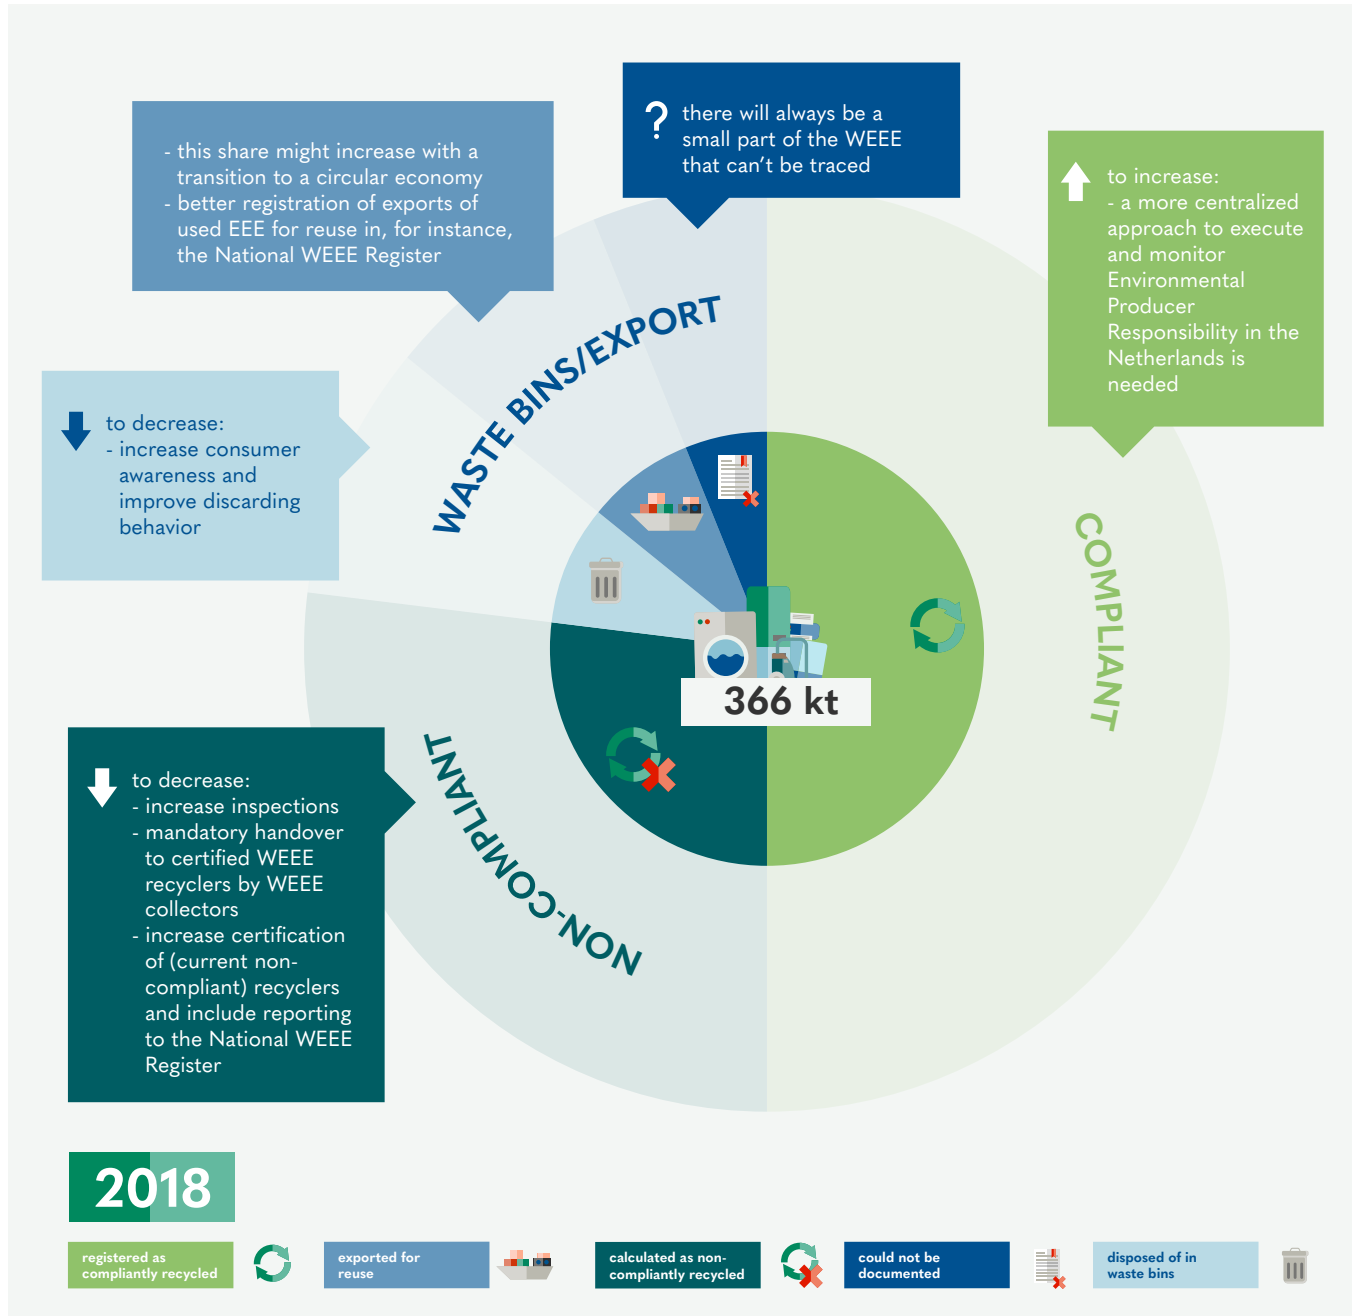 ? there will always be a
small part of the WEEE
that can't be traced
- this share might increase with a
transition to a circular economy
- better registration of exports of
used EEE for reuse in, for instance,
the National WEEE Register
to increase:
- a more centralized
approach to execute
and monitor
Environmental
Producer
Responsibility in the
Netherlands is
needed
WASTE BINS/EXPORT
to decrease:
- increase consumer
awareness and
improve discarding
behavior
COMPLIANT
366 kt
NON-COMPLIANT
to decrease:
- increase inspections
- mandatory handover
to certified WEEE
recyclers by WEEE
collectors
- increase certification
of (current non-
compliant) recyclers
and include reporting
to the National WEEE
Register
2018
registered as
compliantly recycled
exported for
reuse
calculated as non-
compliantly recycled
could not be
documented
disposed of in
waste bins